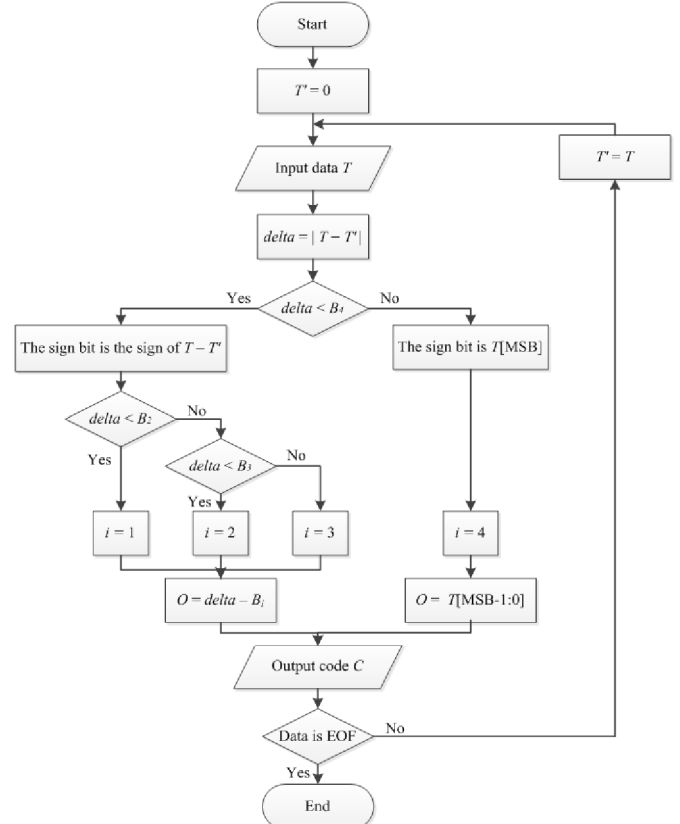 Start
T' = 0
Input data T
T' = T
delta = | T − T' |
delta < B4
Yes
No
The sign bit is the sign of T − T'
The sign bit is T[MSB]
delta < B2
No
Yes
delta < B3
No
Yes
i = 1
i = 2
i = 3
i = 4
O = delta − Bi
O = T[MSB-1:0]
Output code C
Data is EOF
No
Yes
End